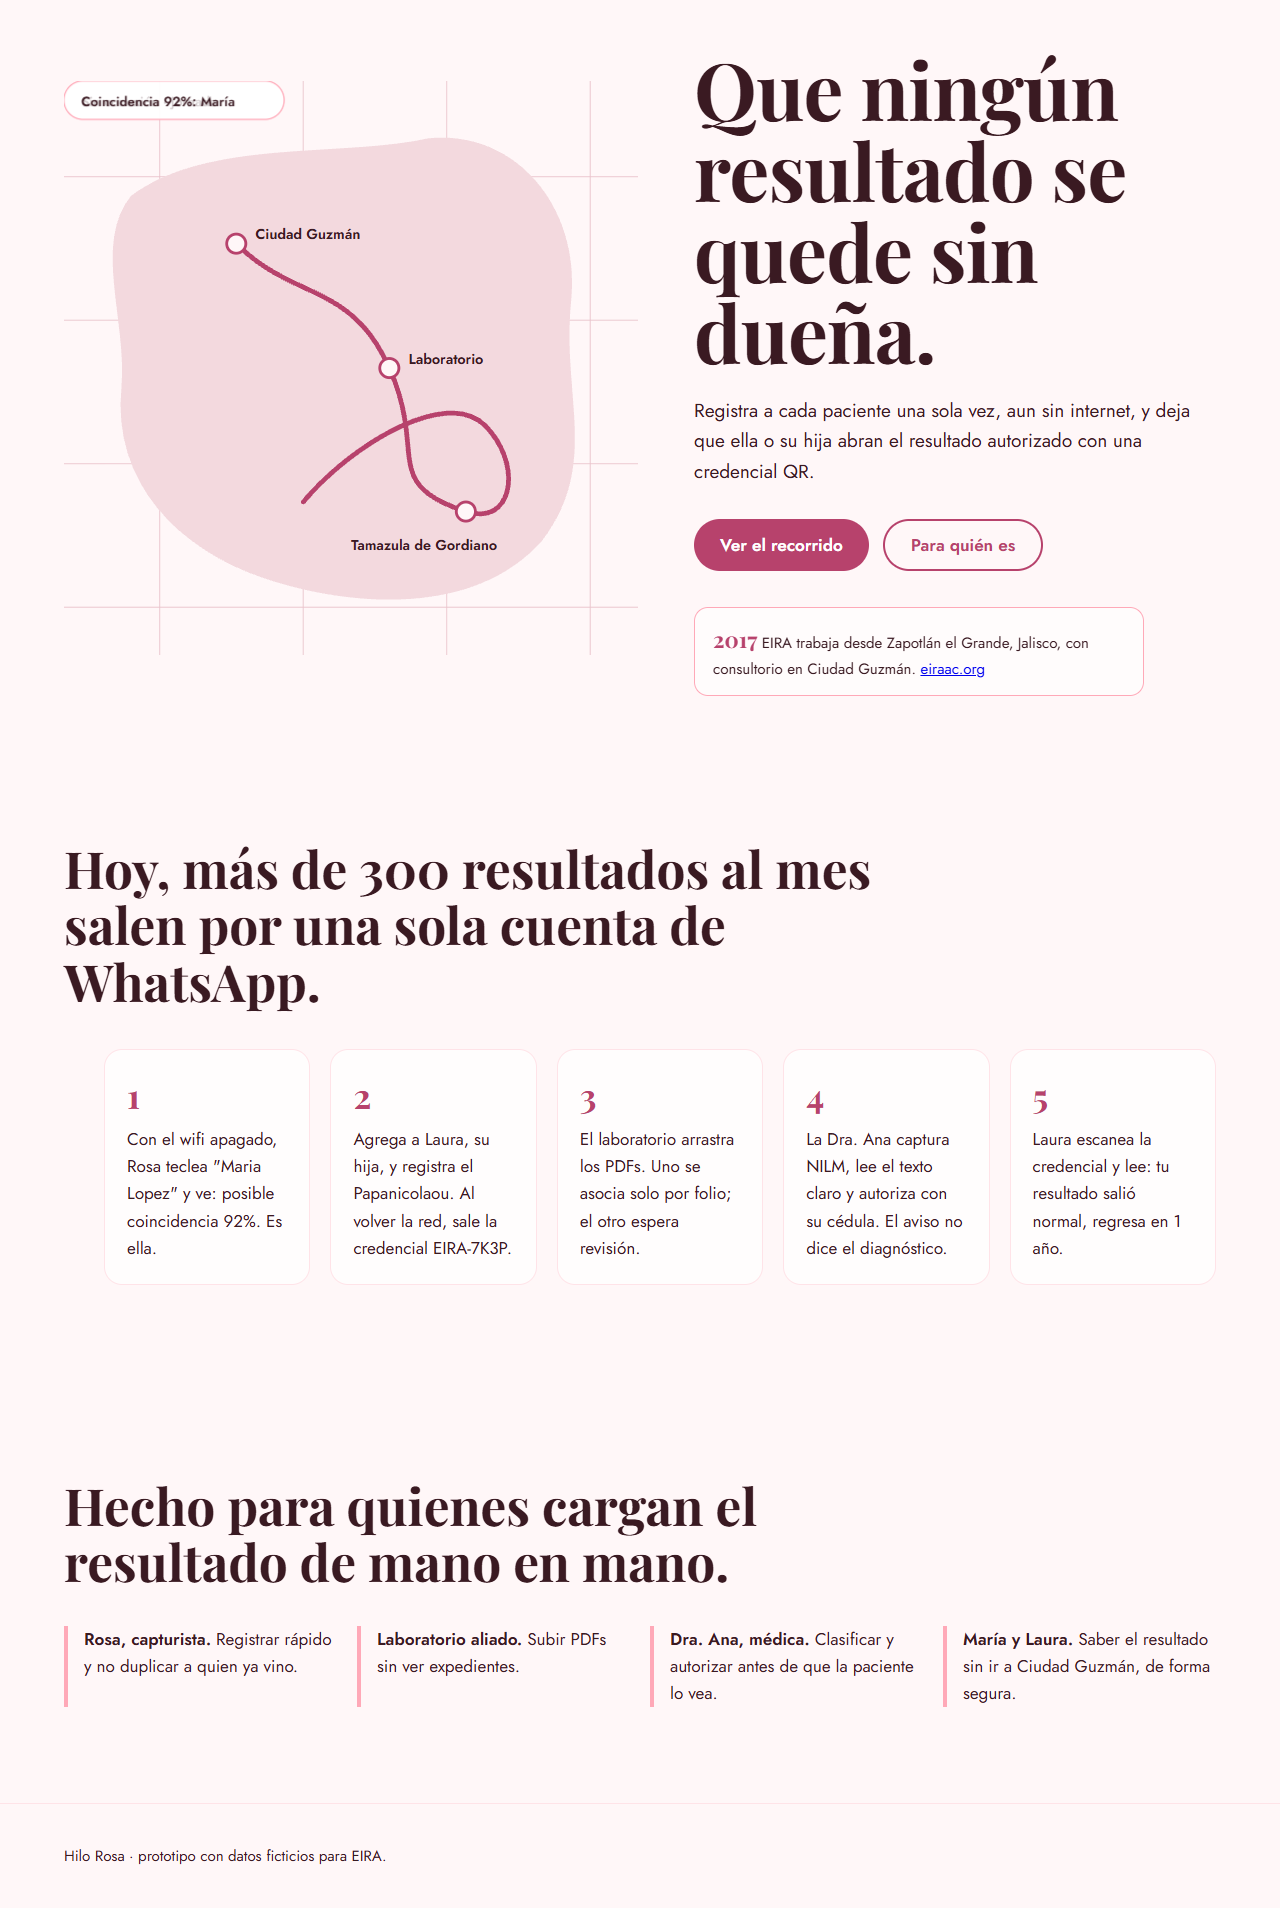 Coincidencia 92%: María
Ciudad Guzmán
Laboratorio
Tamazula de Gordiano
Que ningún
resultado se
quede sin
dueña.
Registra a cada paciente una sola vez, aun sin internet, y deja
que ella o su hija abran el resultado autorizado con una
credencial QR.
Ver el recorrido
Para quién es
2017 EIRA trabaja desde Zapotlán el Grande, Jalisco, con
consultorio en Ciudad Guzmán. eiraac.org
Hoy, más de 300 resultados al mes
salen por una sola cuenta de
WhatsApp.
1
Con el wifi apagado,
Rosa teclea "Maria
Lopez" y ve: posible
coincidencia 92%. Es
ella.
2
Agrega a Laura, su
hija, y registra el
Papanicolaou. Al
volver la red, sale la
credencial EIRA-7K3P.
3
El laboratorio arrastra
los PDFs. Uno se
asocia solo por folio;
el otro espera
revisión.
4
La Dra. Ana captura
NILM, lee el texto
claro y autoriza con
su cédula. El aviso no
dice el diagnóstico.
5
Laura escanea la
credencial y lee: tu
resultado salió
normal, regresa en 1
año.
Hecho para quienes cargan el
resultado de mano en mano.
Rosa, capturista. Registrar rápido
y no duplicar a quien ya vino.
Laboratorio aliado. Subir PDFs
sin ver expedientes.
Dra. Ana, médica. Clasificar y
autorizar antes de que la paciente
lo vea.
María y Laura. Saber el resultado
sin ir a Ciudad Guzmán, de forma
segura.
Hilo Rosa · prototipo con datos ficticios para EIRA.